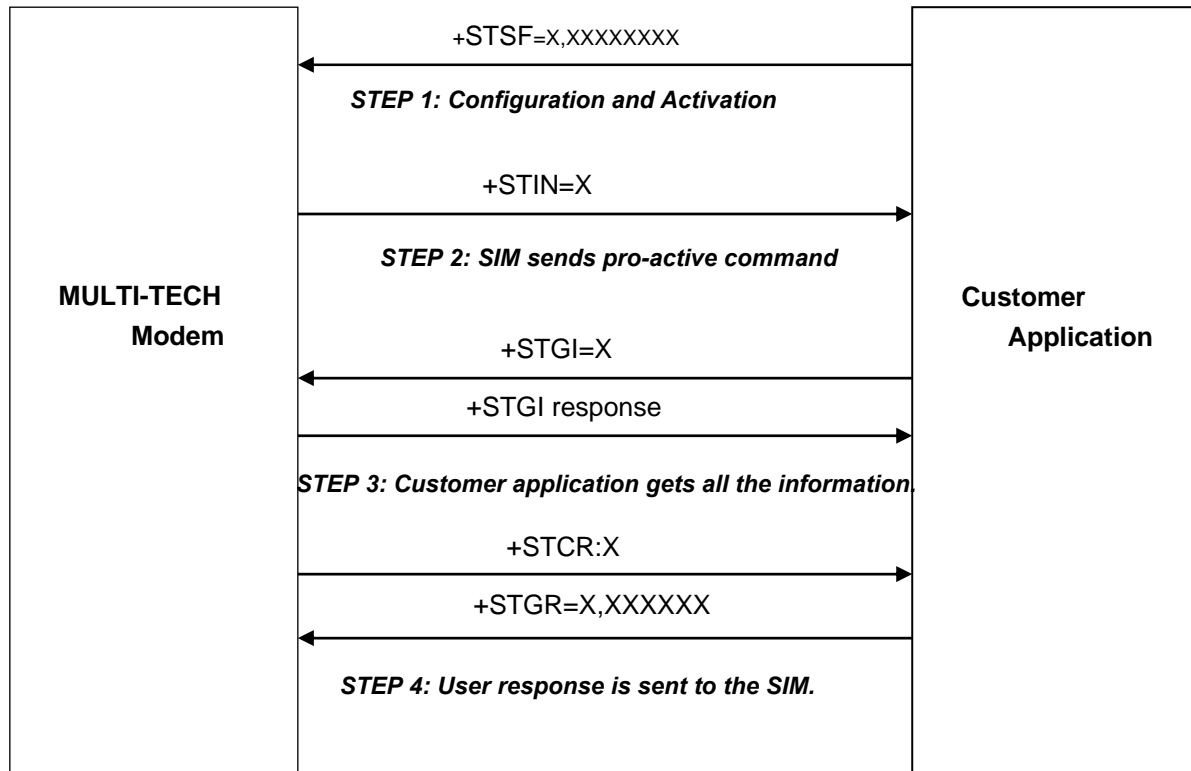 +STSF=X,XXXXXXXX
STEP 1: Configuration and Activation
+STIN=X
STEP 2: SIM sends pro-active command
MULTI-TECH
Modem
Customer
Application
+STGI=X
+STGI response
STEP 3: Customer application gets all the information.
+STCR:X
+STGR=X,XXXXXX
STEP 4: User response is sent to the SIM.